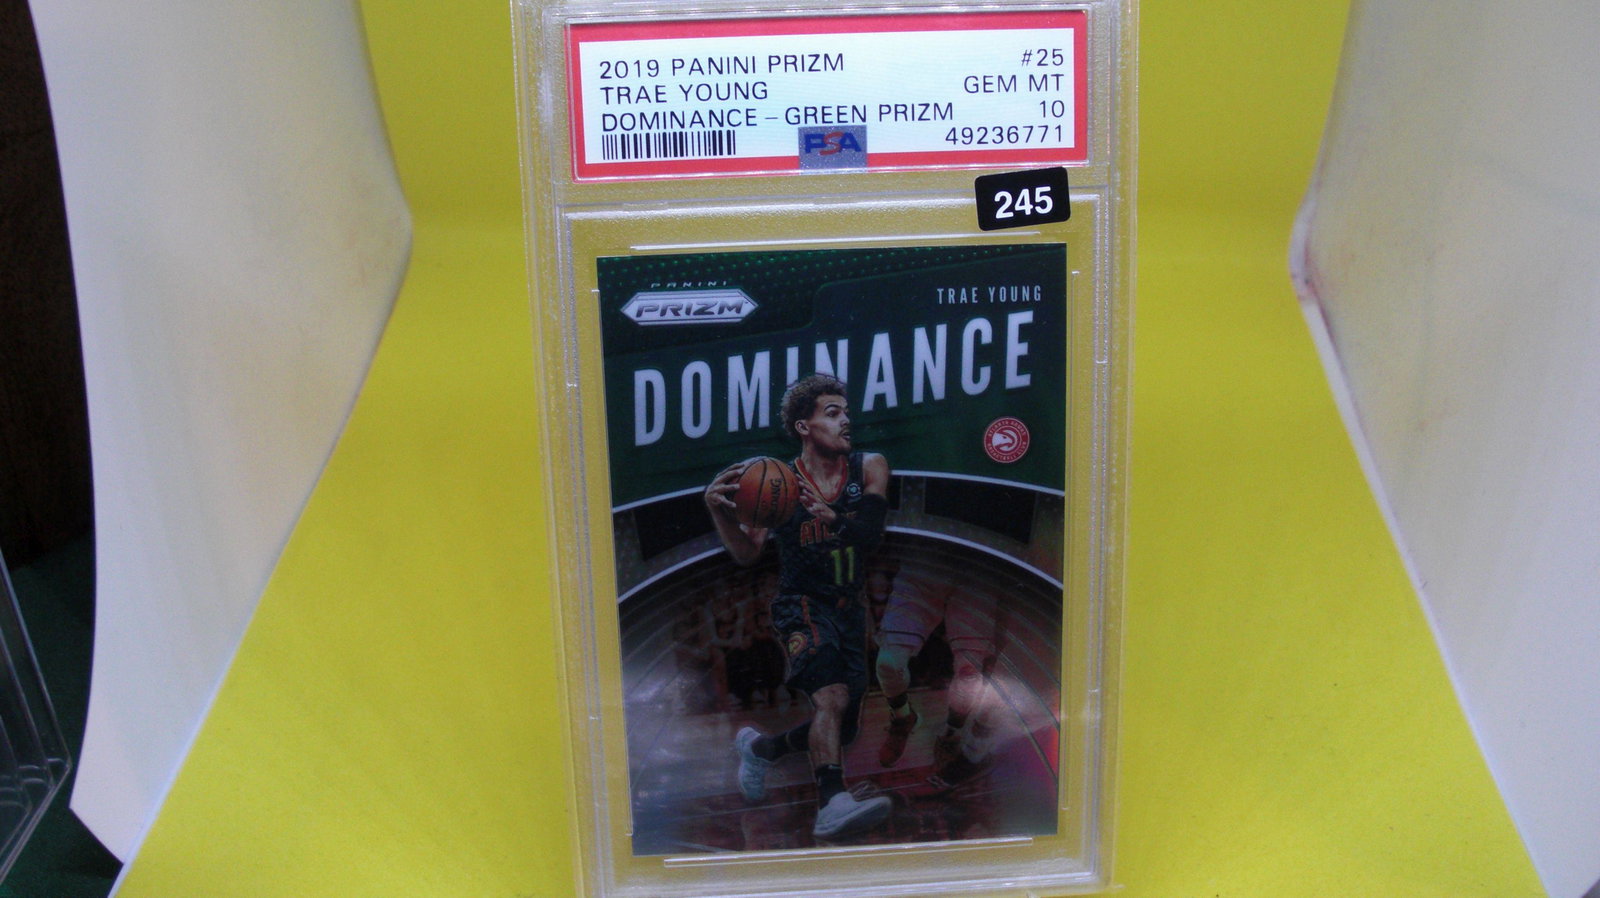 2019 PANINI PRIZM #25
TRAE YOUNG GEM MT
DOMINANCE - GREEN PRIZM 10
PSA 49236771
245
PANINI
PRIZM
TRAE YOUNG
DOMINANCE
11